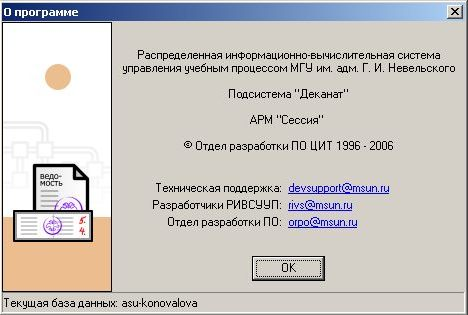 О программе
Распределенная информационно-вычислительная система
управления учебным процессом МГУ им. адм. Г. И. Невельского
Подсистема "Деканат"
АРМ "Сессия"
© Отдел разработки ПО ЦИТ 1996 - 2006
ВЕДО-
МОСТЬ
5.
4.
Техническая поддержка: devsupport@msun.ru
Разработчики РИВСУУП: rivs@msun.ru
Отдел разработки ПО: orpo@msun.ru
OK
Текущая база данных: asu-konovalova